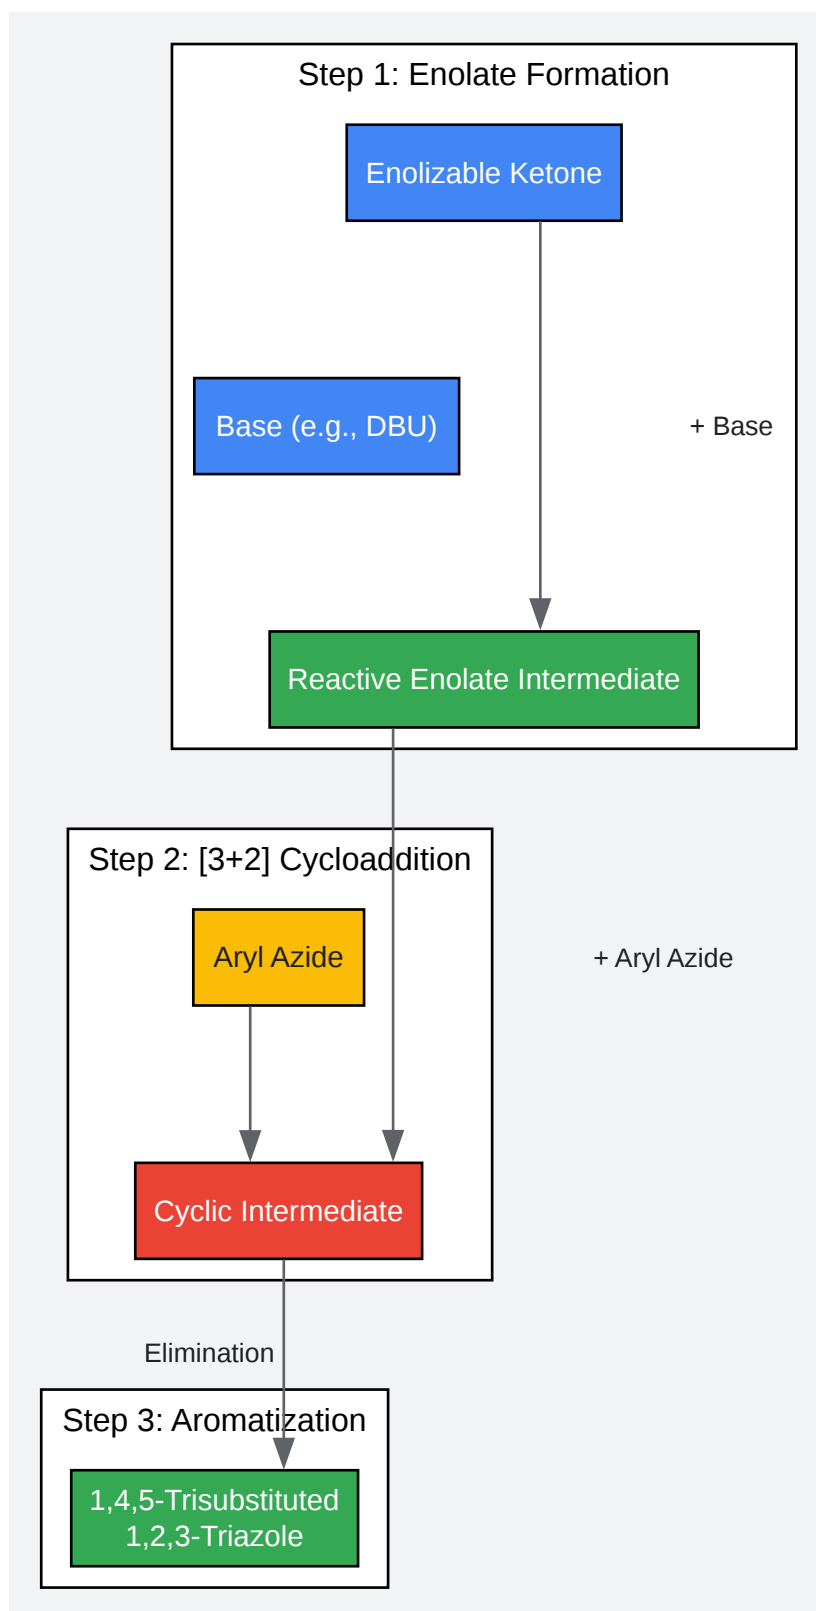 Step 1: Enolate Formation
Enolizable Ketone
Base (e.g., DBU)
+ Base
Reactive Enolate Intermediate
Step 2: [3+2] Cycloaddition
Aryl Azide
+ Aryl Azide
Cyclic Intermediate
Elimination
Step 3: Aromatization
1,4,5-Trisubstituted
1,2,3-Triazole